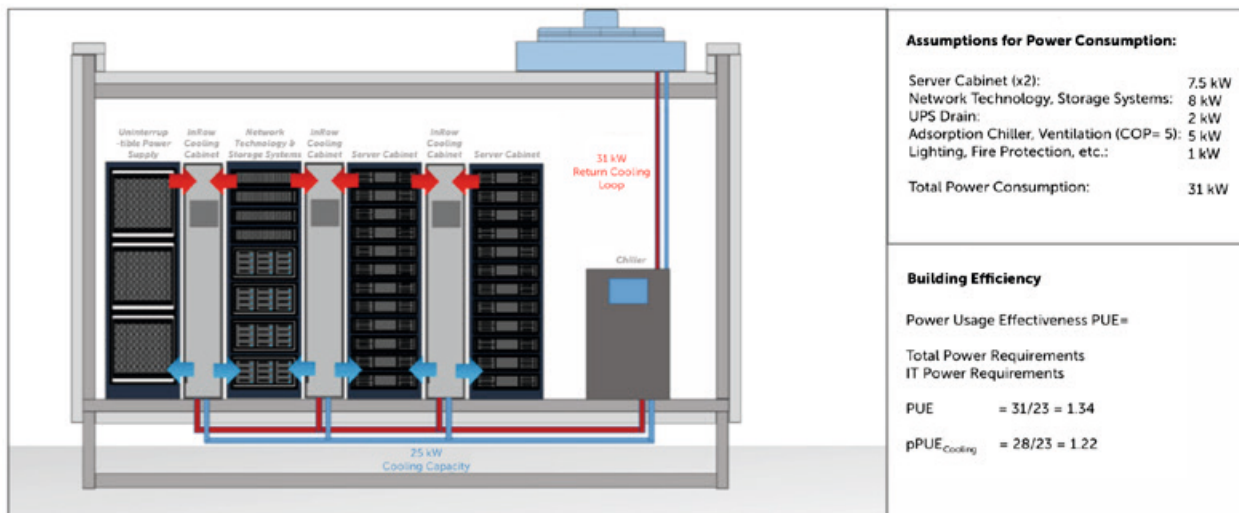 Uninterrup
-tible Power
Supply
InRow
Cooling
Cabinet
Network
Technology &
Storage Systems
InRow
Cooling
Cabinet
Server Cabinet
InRow
Cooling
Cabinet
Server Cabinet
31 kW
Return Cooling
Loop
Chiller
25 kW
Cooling Capacity
Assumptions for Power Consumption:
Server Cabinet (x2): 7.5 kW
Network Technology, Storage Systems: 8 kW
UPS Drain: 2 kW
Adsorption Chiller, Ventilation (COP= 5): 5 kW
Lighting, Fire Protection, etc.: 1 kW
Total Power Consumption: 31 kW
Building Efficiency
Power Usage Effectiveness PUE=
Total Power Requirements
IT Power Requirements
PUE = 31/23 = 1.34
pPUECooling = 28/23 = 1.22